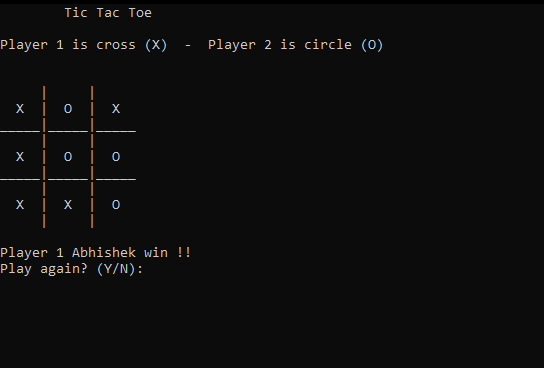 Tic Tac Toe
Player 1 is cross (X)  -  Player 2 is circle (O)
X | O | X
X | O | O
X | X | O
Player 1 Abhishek win !!
Play again? (Y/N):